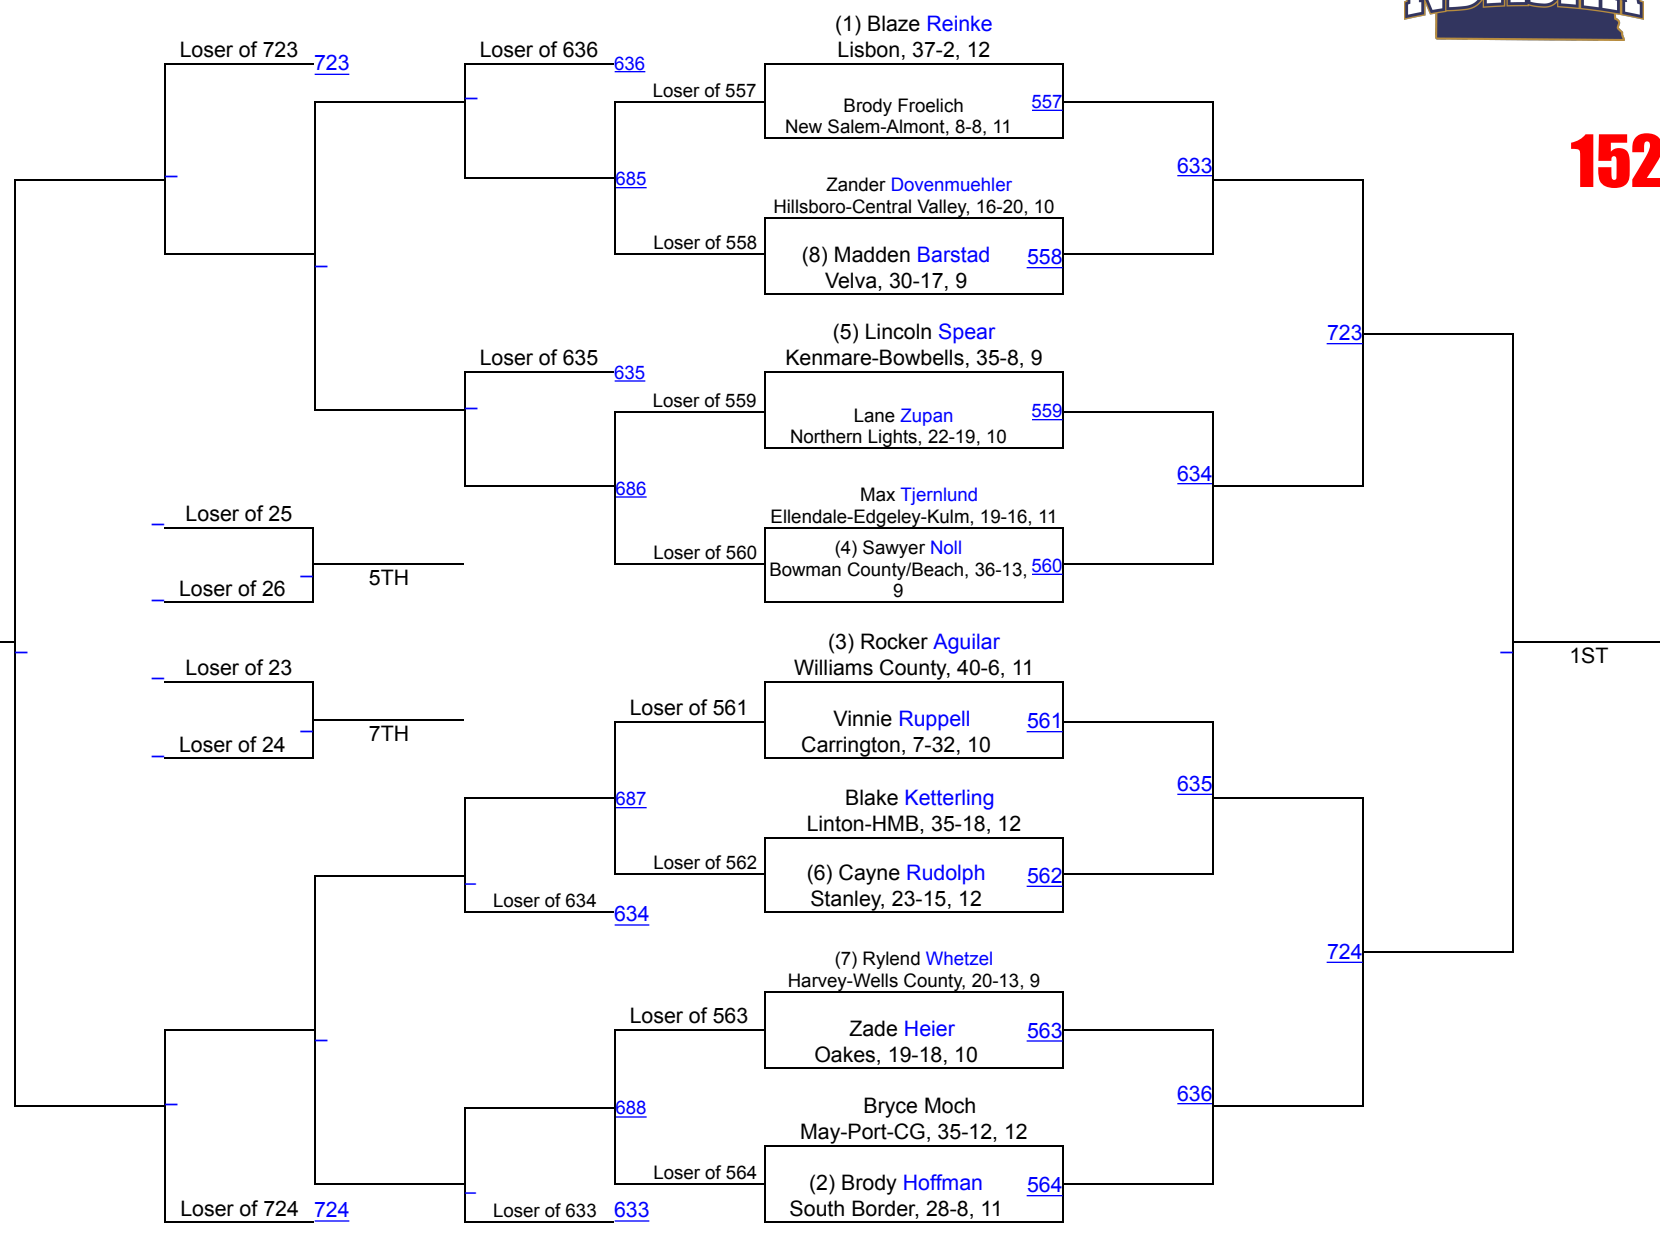 NDHSAA
(1) Blaze Reinke
Loser of 723
723
Loser of 636
636
Lisbon, 37-2, 12
Loser of 557
Brody Froelich
557
New Salem-Almont, 8-8, 11
152
633
685
Zander Dovenmuehler
Hillsboro-Central Valley, 16-20, 10
Loser of 558
(8) Madden Barstad
558
Velva, 30-17, 9
(5) Lincoln Spear
723
Loser of 635
635
Kenmare-Bowbells, 35-8, 9
Loser of 559
Lane Zupan
559
Northern Lights, 22-19, 10
634
686
Max Tjernlund
Loser of 25
Ellendale-Edgeley-Kulm, 19-16, 11
Loser of 560
(4) Sawyer Noll
Bowman County/Beach, 36-13,
560
9
5TH
Loser of 26
(3) Rocker Aguilar
1ST
Loser of 23
Williams County, 40-6, 11
Loser of 561
Vinnie Ruppell
561
Carrington, 7-32, 10
7TH
Loser of 24
635
687
Blake Ketterling
Linton-HMB, 35-18, 12
Loser of 562
(6) Cayne Rudolph
562
Stanley, 23-15, 12
Loser of 634
634
724
(7) Rylend Whetzel
Harvey-Wells County, 20-13, 9
Loser of 563
Zade Heier
563
Oakes, 19-18, 10
636
688
Bryce Moch
May-Port-CG, 35-12, 12
Loser of 564
(2) Brody Hoffman
564
South Border, 28-8, 11
Loser of 724
724
Loser of 633
633